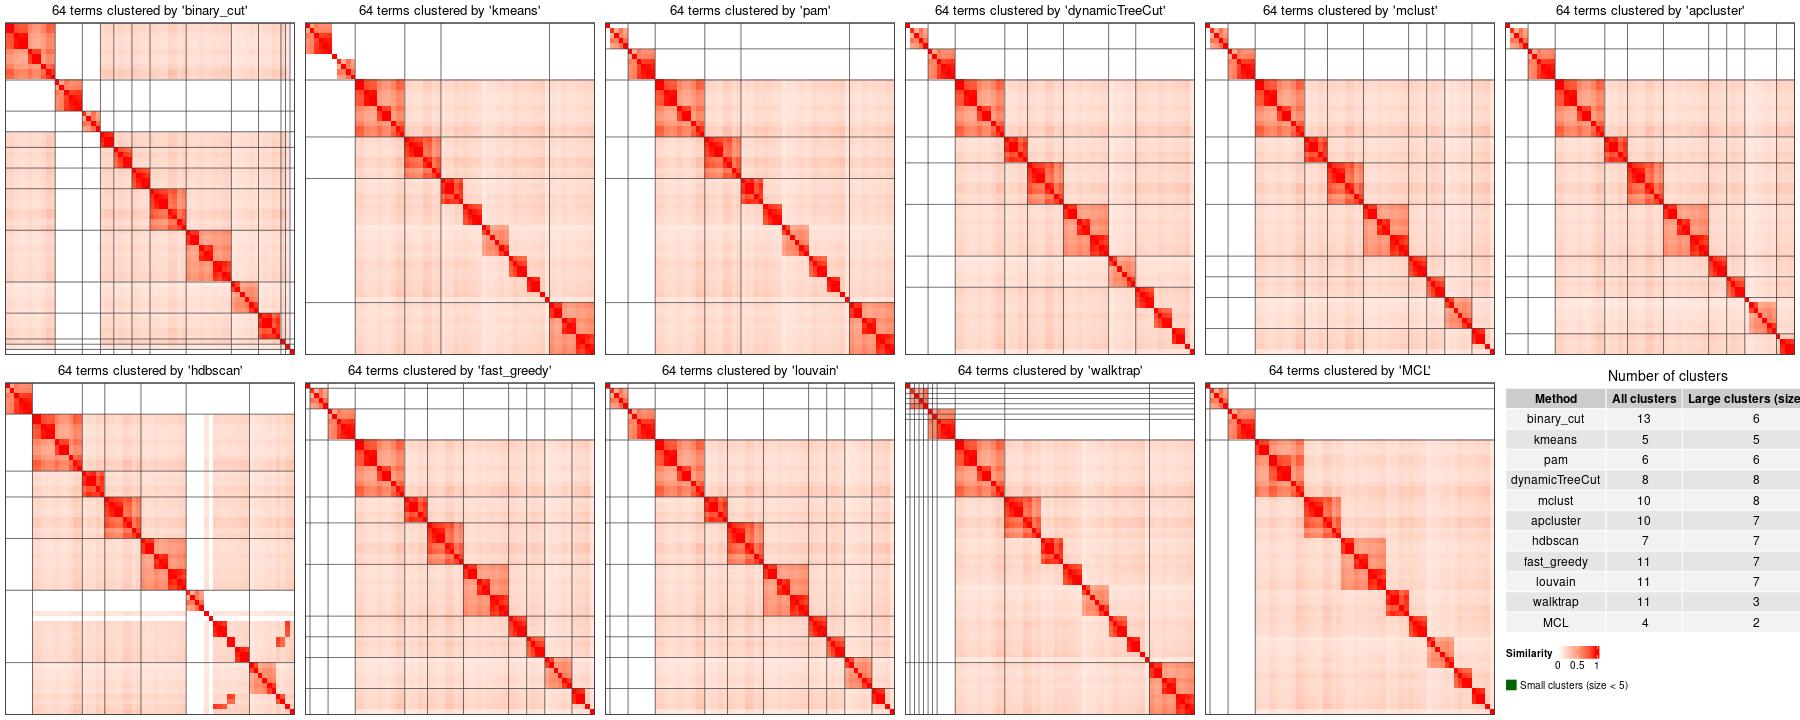 64 terms clustered by 'binary_cut'
64 terms clustered by 'kmeans'
64 terms clustered by 'pam'
64 terms clustered by 'dynamicTreeCut'
64 terms clustered by 'mclust'
64 terms clustered by 'apcluster'
64 terms clustered by 'hdbscan'
64 terms clustered by 'fast_greedy'
64 terms clustered by 'louvain'
64 terms clustered by 'walktrap'
64 terms clustered by 'MCL'
Number of clusters
Method All clusters Large clusters (size
binary_cut 13 6
kmeans 5 5
pam 6 6
dynamicTreeCut 8 8
mclust 10 8
apcluster 10 7
hdbscan 7 7
fast_greedy 11 7
louvain 11 7
walktrap 11 3
MCL 4 2
Similarity
0 0.5 1
Small clusters (size < 5)